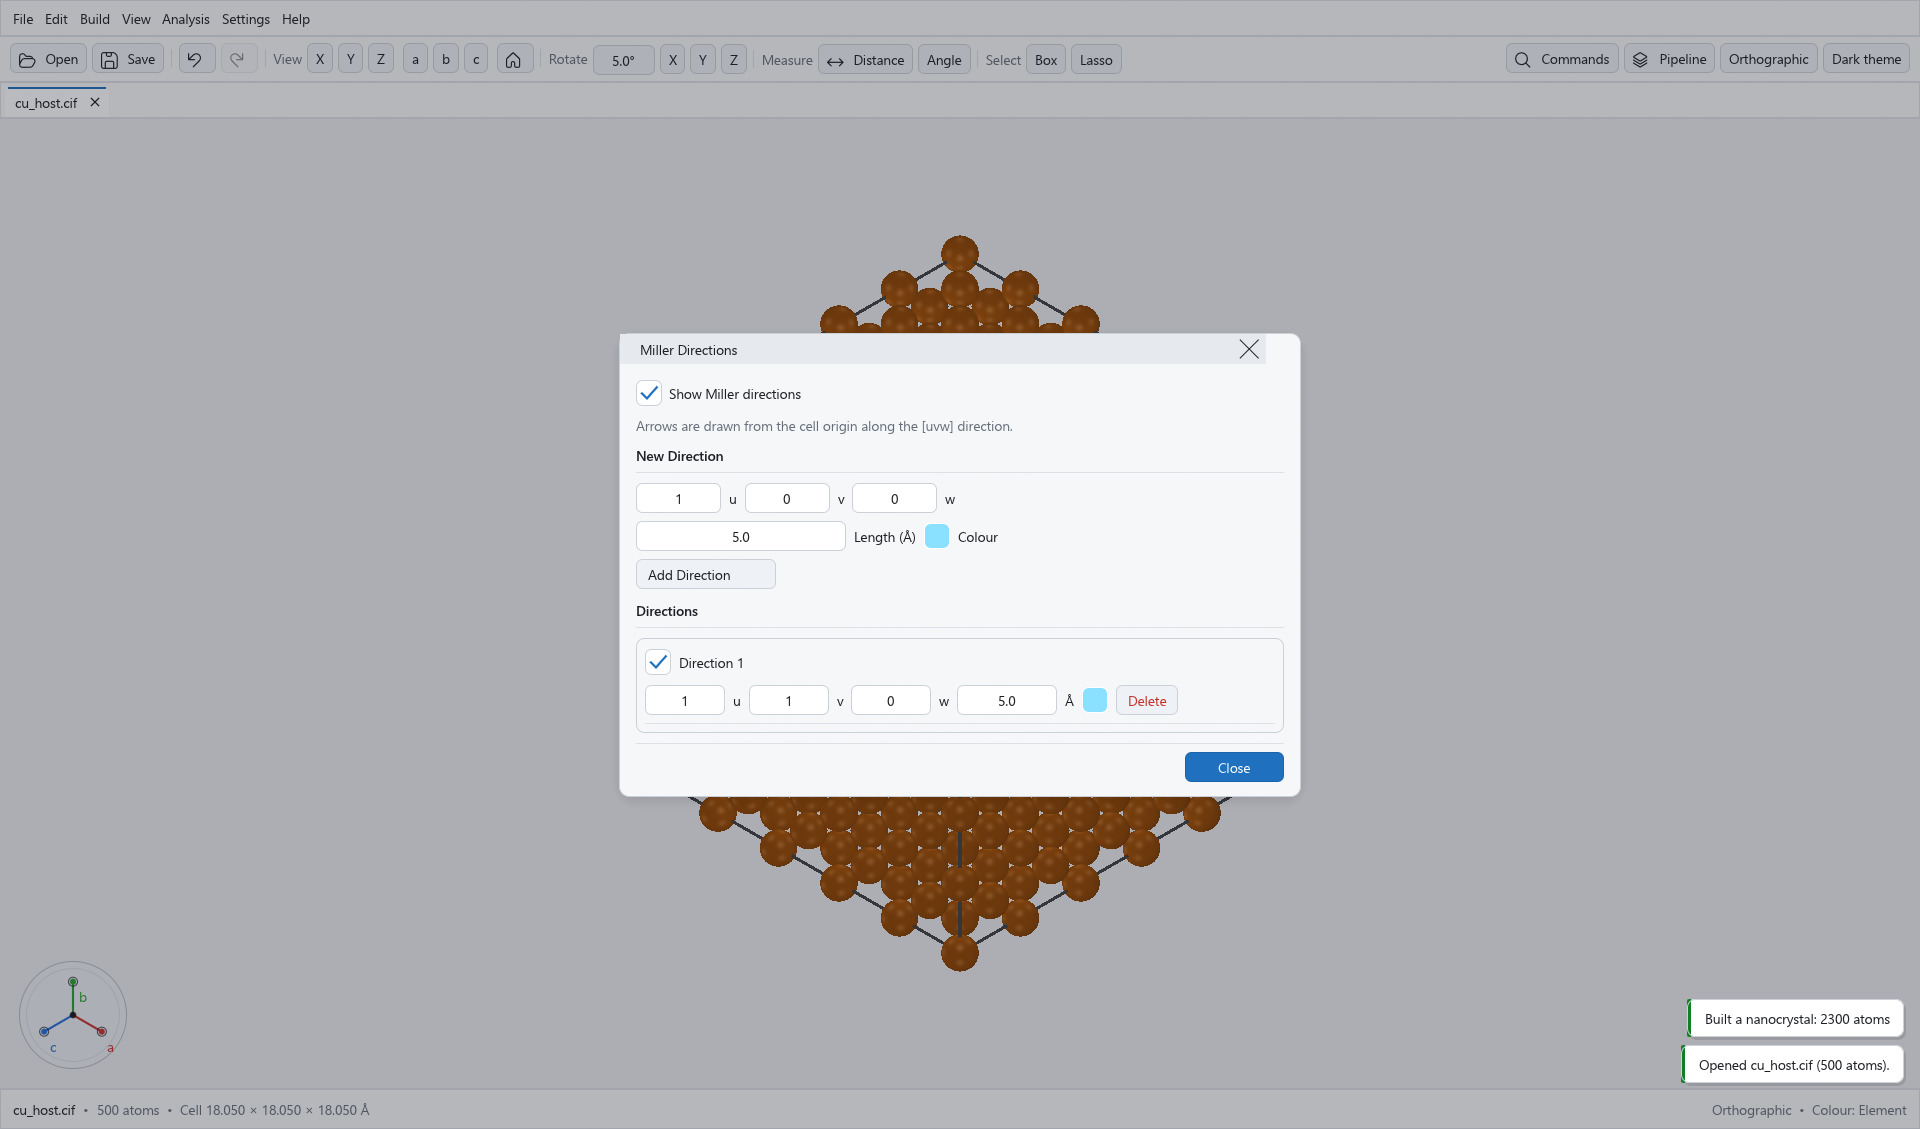 File Edit Build View Analysis Settings Help
Open Save View X Y Z a b c Rotate 5.0° X Y Z Measure Distance Angle Select Box Lasso Commands Pipeline Orthographic Dark theme
cu_host.cif
Miller Directions
Show Miller directions
Arrows are drawn from the cell origin along the [uvw] direction.
New Direction
1 u 0 v 0 w
5.0 Length (Å) Colour
Add Direction
Directions
Direction 1
1 u 1 v 0 w 5.0 Å Delete
Close
b
c a
Built a nanocrystal: 2300 atoms
Opened cu_host.cif (500 atoms).
cu_host.cif • 500 atoms • Cell 18.050 × 18.050 × 18.050 Å Orthographic • Colour: Element